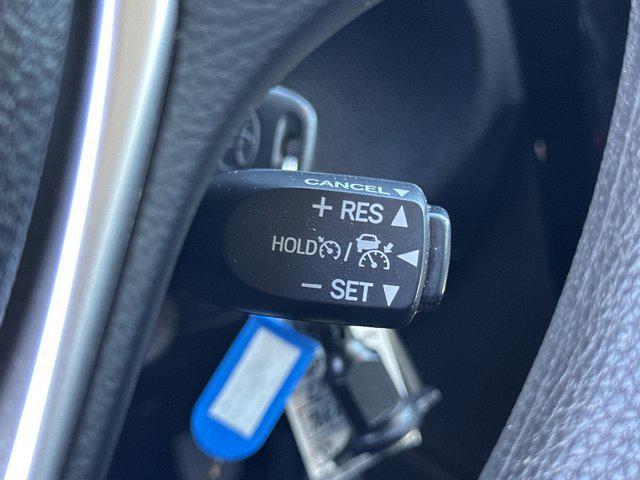 CANCEL
+ RES
HOLD /
- SET